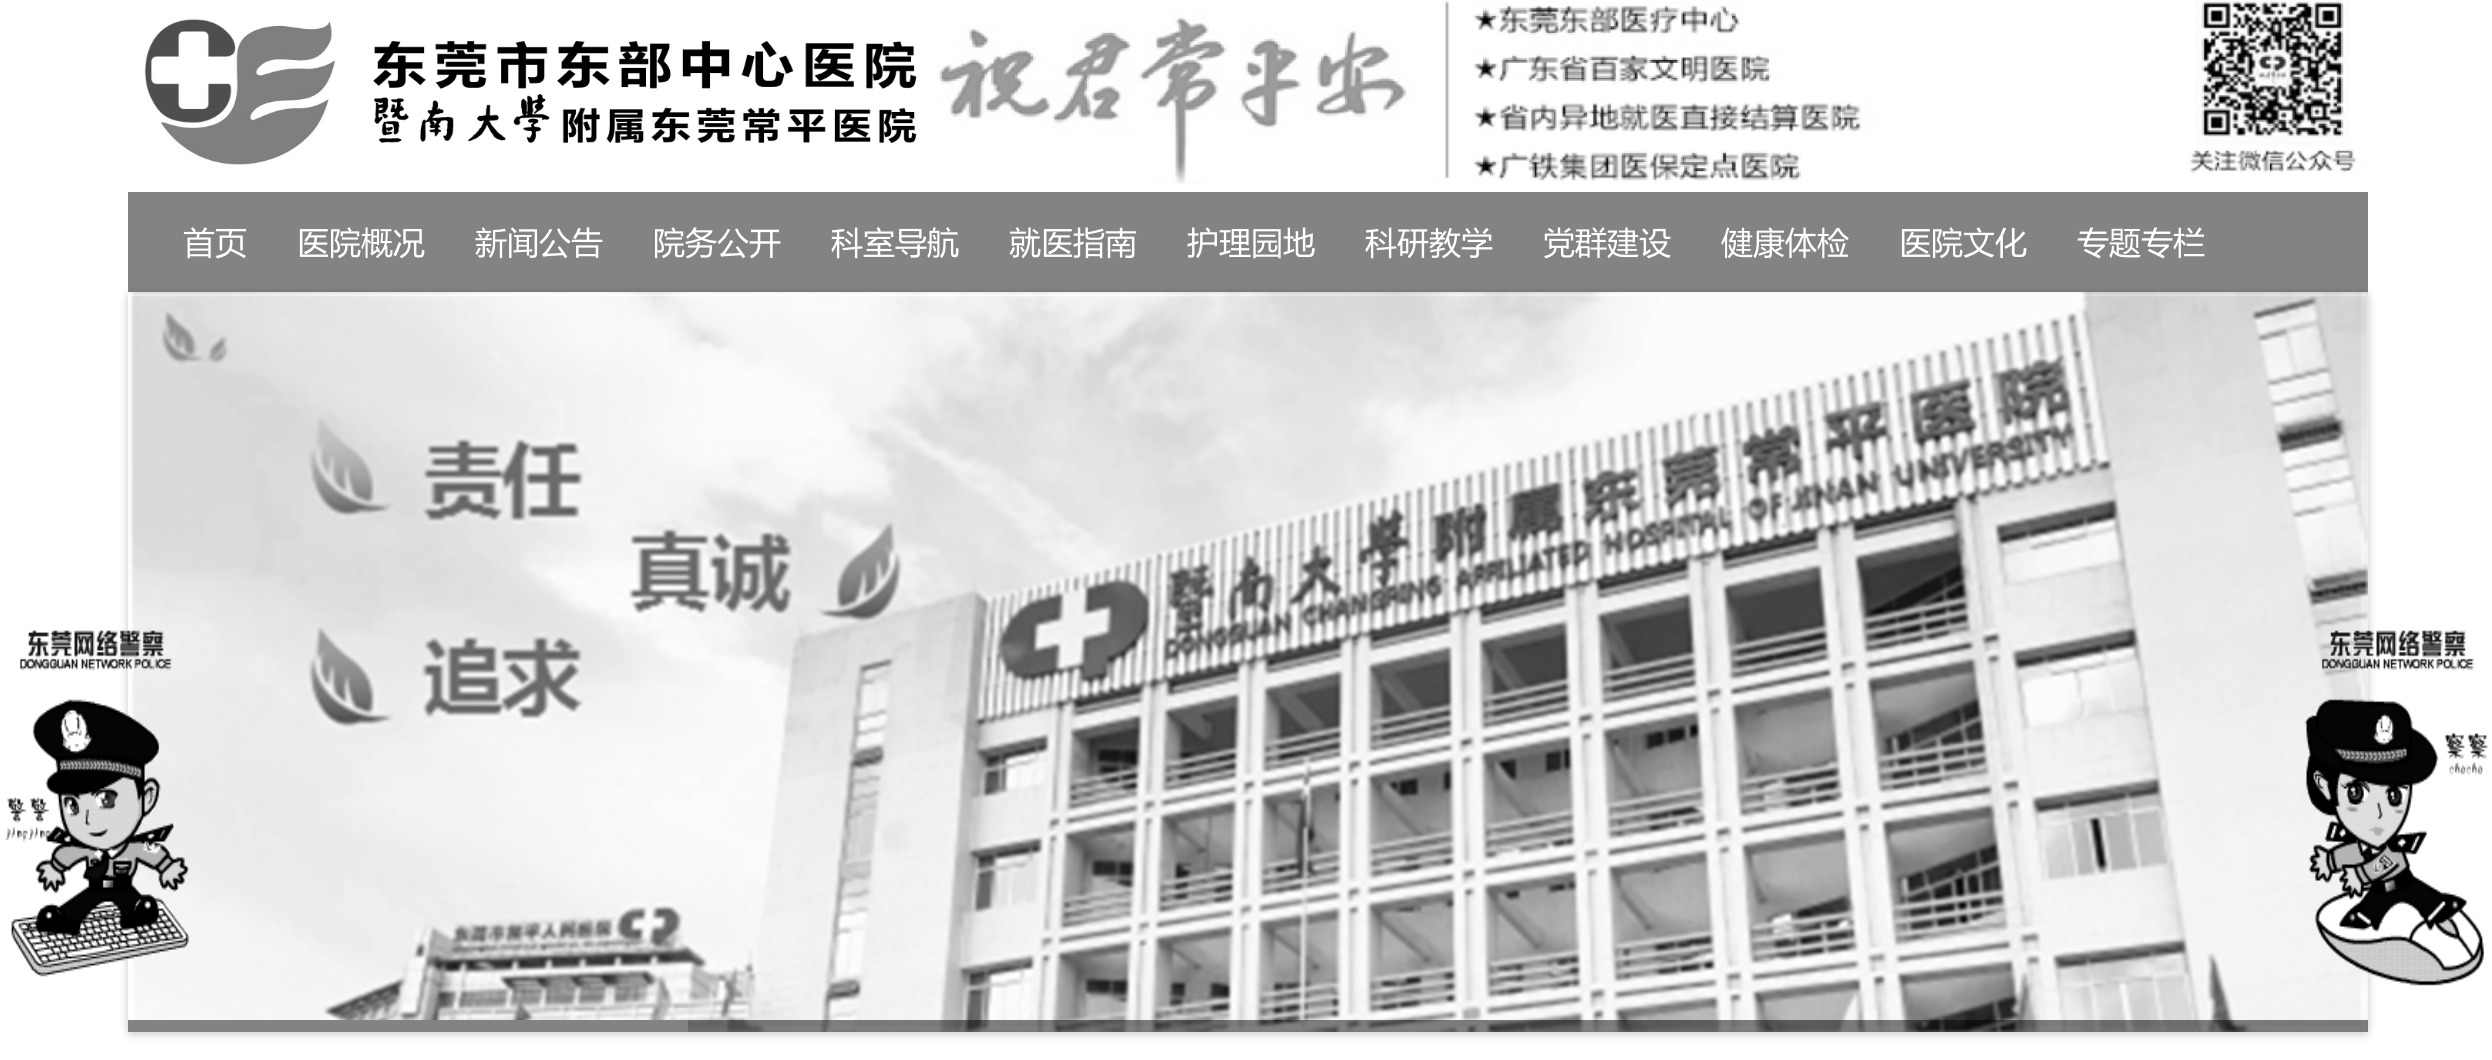 东莞市东部中心医院
暨南大学附属东莞常平医院
祝君常平安
★东莞东部医疗中心
★广东省百家文明医院
★省内异地就医直接结算医院
★广铁集团医保定点医院
关注微信公众号
首页 医院概况 新闻公告 院务公开 科室导航 就医指南 护理园地 科研教学 党群建设 健康体检 医院文化 专题专栏
责任
真诚
追求
暨南大学附属东莞常平医院
DONGGUAN CHANGPING AFFILIATED HOSPITAL OF JINAN UNIVERSITY
东莞市常平人民医院
东莞网络警察
DONGGUAN NETWORK POLICE
警警
jingjing
东莞网络警察
DONGGUAN NETWORK POLICE
察察
chacha